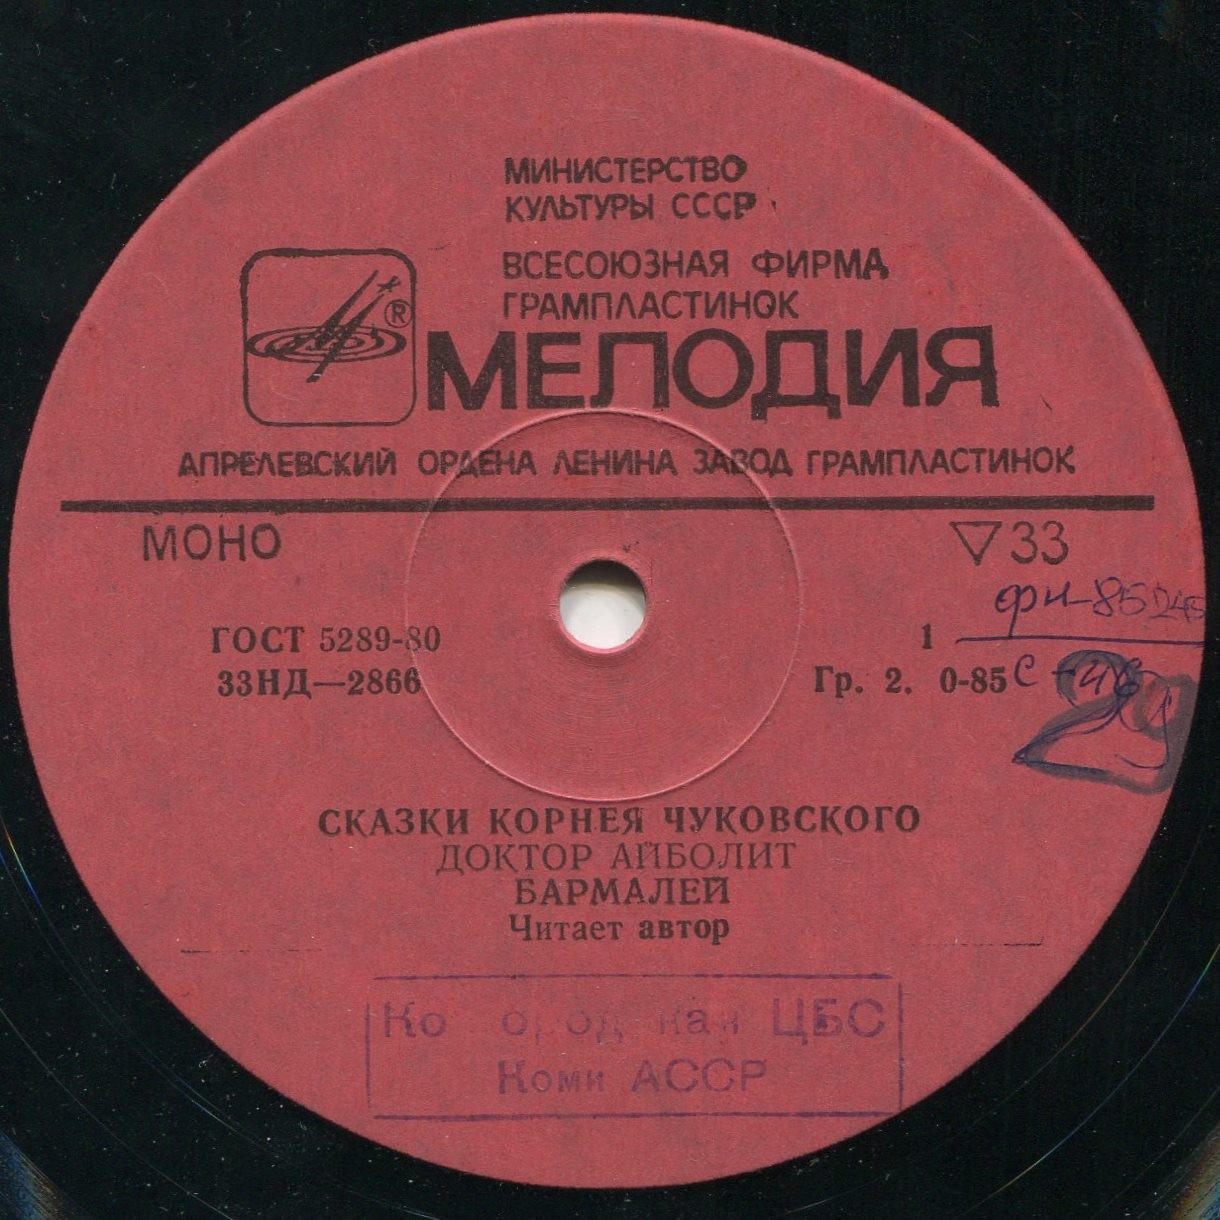 МИНИСТЕРСТВО
КУЛЬТУРЫ СССР
ВСЕСОЮЗНАЯ ФИРМА
ГРАМПЛАСТИНОК
®
МЕЛОДИЯ
АПРЕЛЕВСКИЙ ОРДЕНА ЛЕНИНА ЗАВОД ГРАМПЛАСТИНОК
МОНО
▽33
ГОСТ 5289-80
1
33НД—2866
Гр. 2. 0-85
СКАЗКИ КОРНЕЯ ЧУКОВСКОГО
ДОКТОР АЙБОЛИТ
БАРМАЛЕЙ
Читает автор
ЦБС
Коми АССР